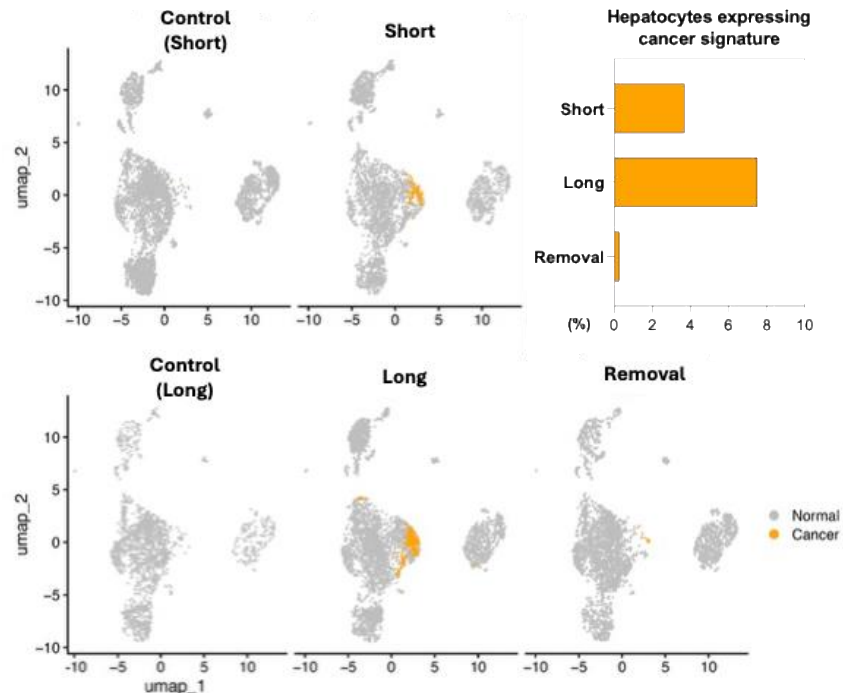 Control
(Short)
Short
umap_2
10
5
0
−5
−10
−10 −5 0 5 10
−10 −5 0 5 10
Hepatocytes expressing
cancer signature
Short
Long
Removal
(%) 0 2 4 6 8 10
Control
(Long)
Long
Removal
umap_2
10
5
0
−5
−10
−10 −5 0 5 10
−10 −5 0 5 10
−10 −5 0 5 10
umap_1
Normal
Cancer